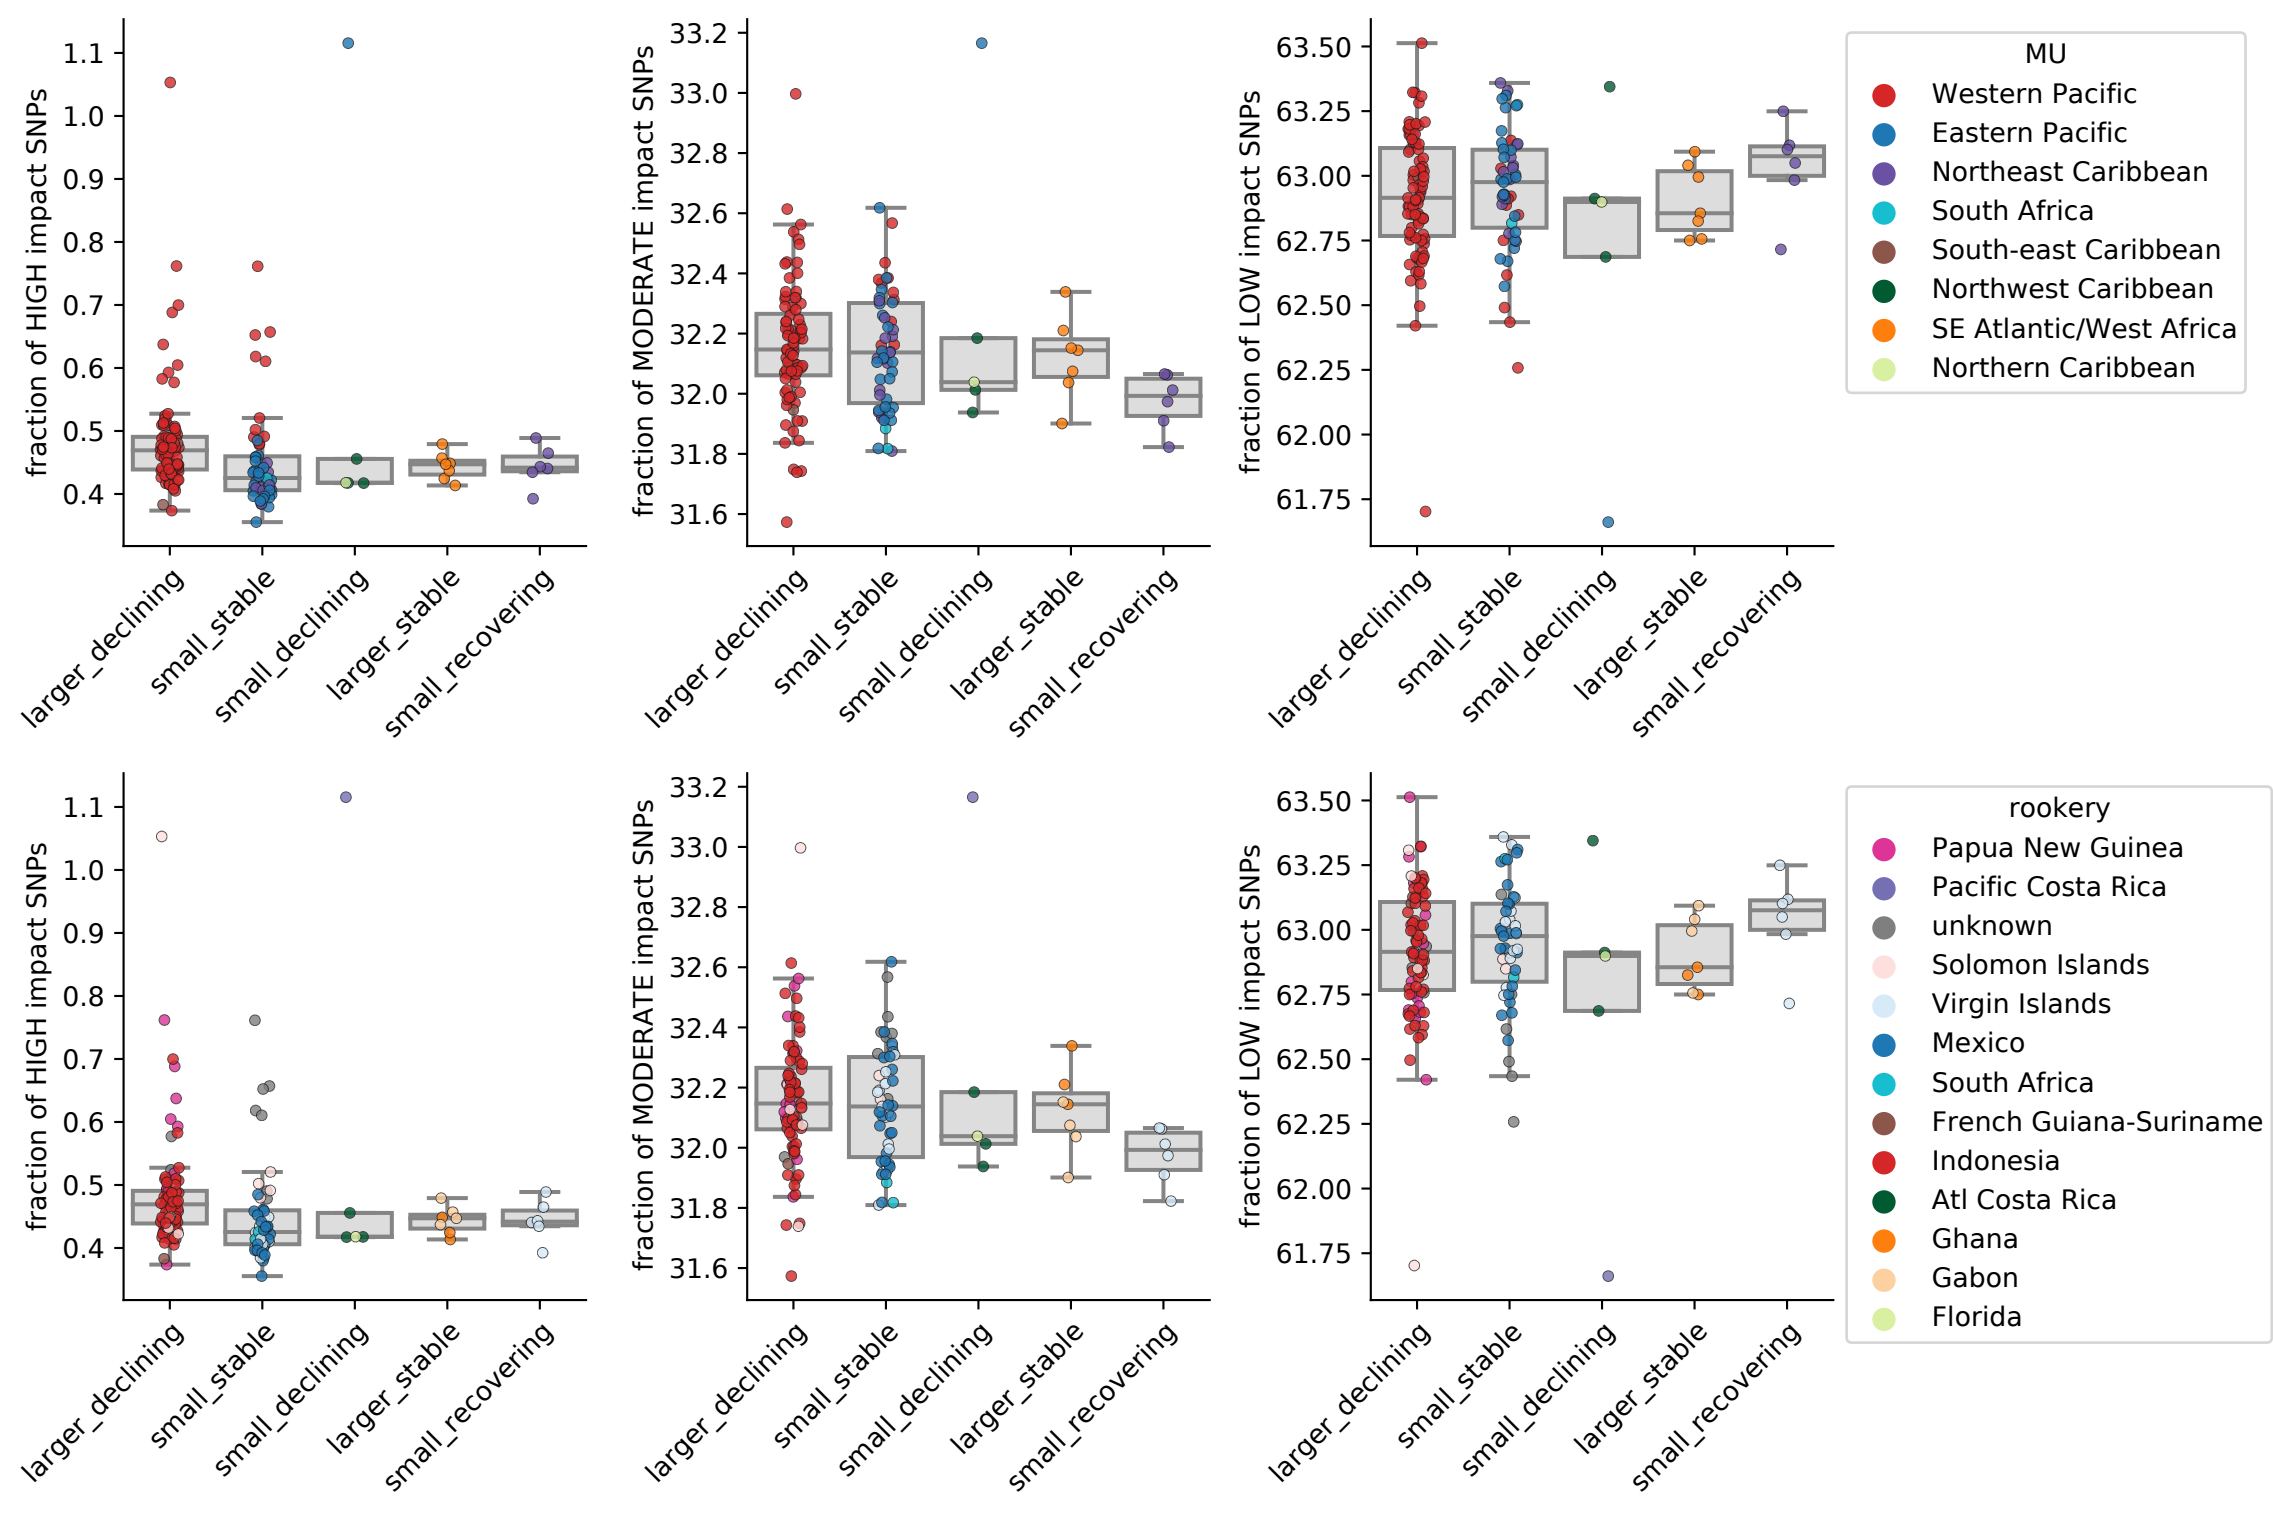 fraction of HIGH impact SNPs
1.1
1.0
0.9
0.8
0.7
0.6
0.5
0.4
larger_declining
small_stable
small_declining
larger_stable
small_recovering
fraction of MODERATE impact SNPs
33.2
33.0
32.8
32.6
32.4
32.2
32.0
31.8
31.6
larger_declining
small_stable
small_declining
larger_stable
small_recovering
fraction of LOW impact SNPs
63.50
63.25
63.00
62.75
62.50
62.25
62.00
61.75
larger_declining
small_stable
small_declining
larger_stable
small_recovering
MU
Western Pacific
Eastern Pacific
Northeast Caribbean
South Africa
South-east Caribbean
Northwest Caribbean
SE Atlantic/West Africa
Northern Caribbean
fraction of HIGH impact SNPs
1.1
1.0
0.9
0.8
0.7
0.6
0.5
0.4
larger_declining
small_stable
small_declining
larger_stable
small_recovering
fraction of MODERATE impact SNPs
33.2
33.0
32.8
32.6
32.4
32.2
32.0
31.8
31.6
larger_declining
small_stable
small_declining
larger_stable
small_recovering
fraction of LOW impact SNPs
63.50
63.25
63.00
62.75
62.50
62.25
62.00
61.75
larger_declining
small_stable
small_declining
larger_stable
small_recovering
rookery
Papua New Guinea
Pacific Costa Rica
unknown
Solomon Islands
Virgin Islands
Mexico
South Africa
French Guiana-Suriname
Indonesia
Atl Costa Rica
Ghana
Gabon
Florida